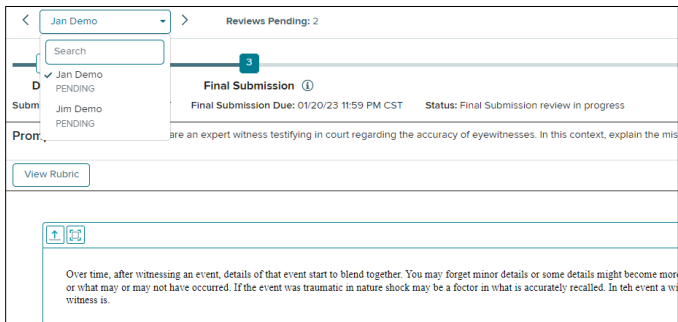 Jan Demo
Reviews Pending: 2
Search
3
Jan Demo
PENDING
D
Final Submission
Jim Demo
PENDING
Subm
Final Submission Due: 01/20/23 11:59 PM CST
Status: Final Submission review in progress
Prom
are an expert witness testifying in court regarding the accuracy of eyewitnesses. In this context, explain the mis
View Rubric
Over time, after witnessing an event, details of that event start to blend together. You may forget minor details or some details might become more
or what may or may not have occurred. If the event was traumatic in nature shock may be a foctor in what is accurately recalled. In teh event a wi
witness is.